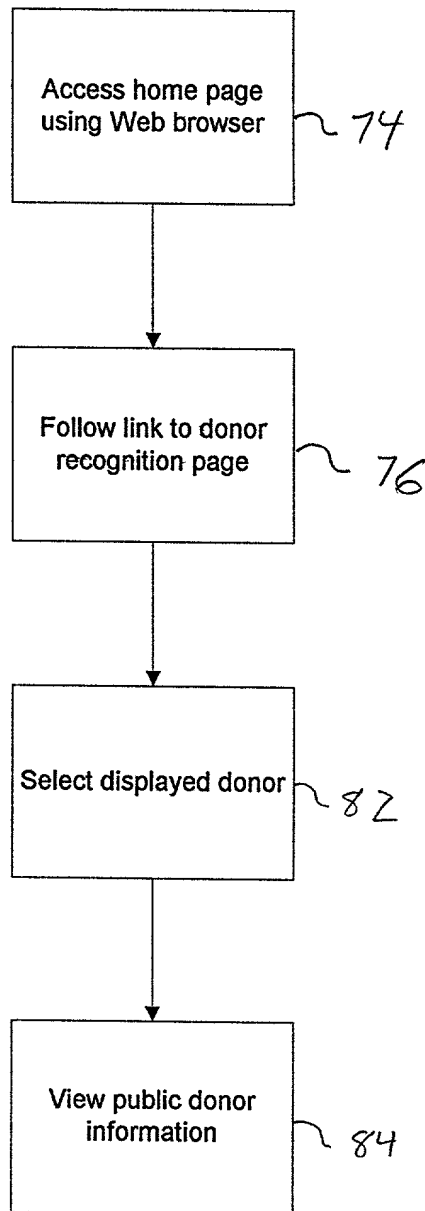 Access home page
using Web browser
74
Follow link to donor
recognition page
76
Select displayed donor
82
View public donor
information
84